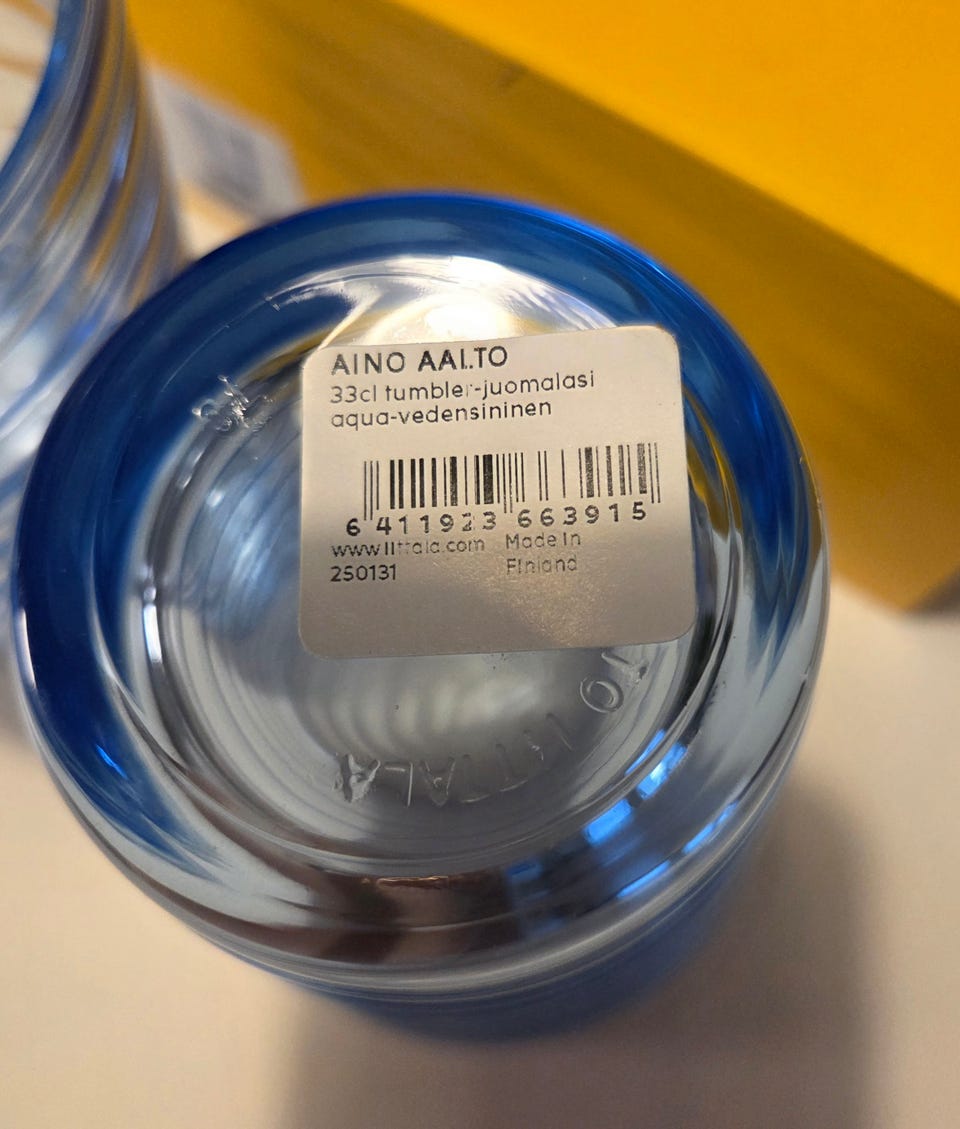 AINO AALTO
33cl tumbler-juomalasi
aqua-vedensininen
6 411923 663915
www.iittala.com Made in
250131 Finland
IITTALA